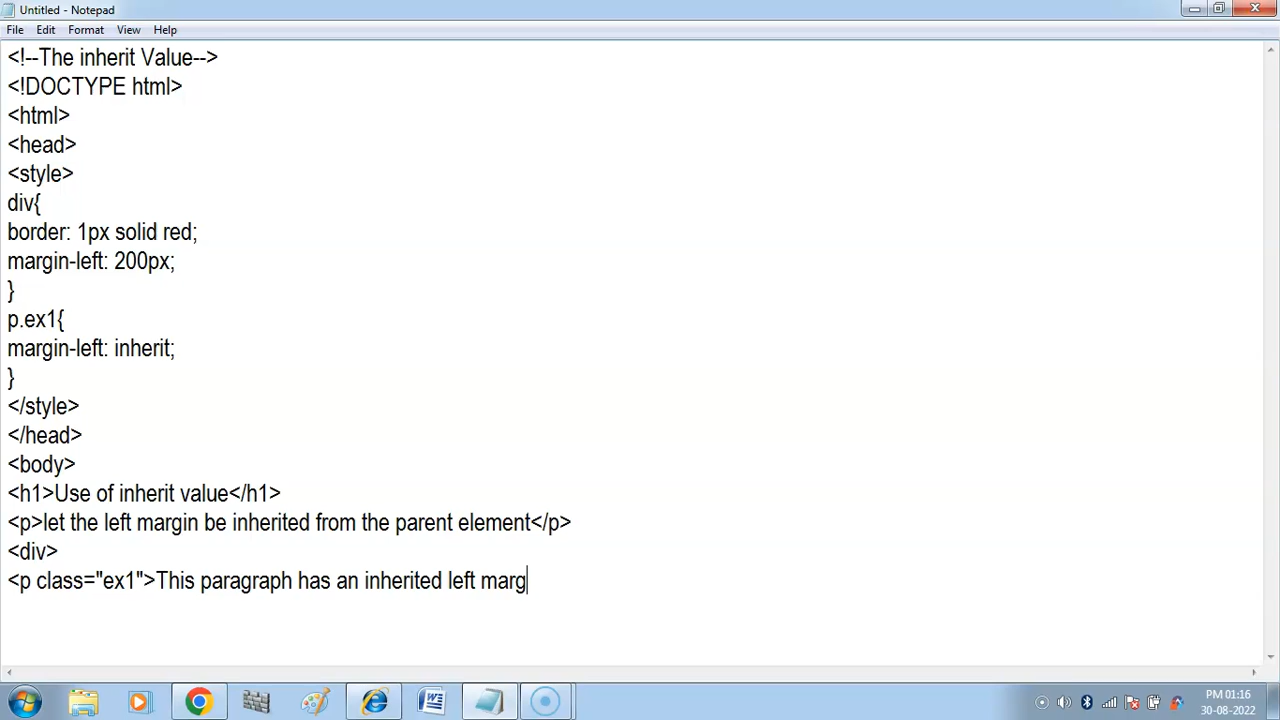 Untitled - Notepad
File Edit Format View Help
<!--The inherit Value-->
<!DOCTYPE html>
<html>
<head>
<style>
div{
border: 1px solid red;
margin-left: 200px;
}
p.ex1{
margin-left: inherit;
}
</style>
</head>
<body>
<h1>Use of inherit value</h1>
<p>let the left margin be inherited from the parent element</p>
<div>
<p class="ex1">This paragraph has an inherited left marg
PM 01:16
30-08-2022